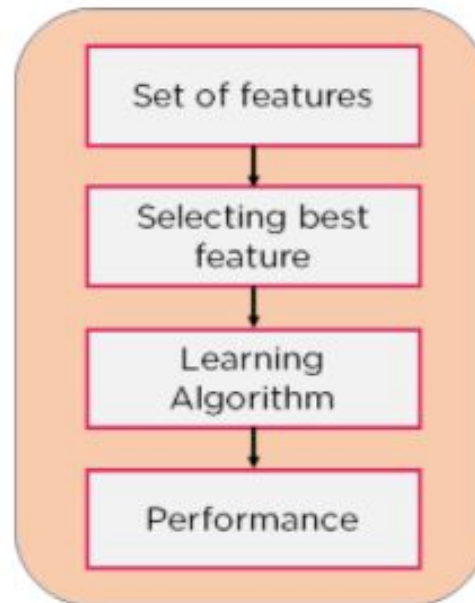 Set of features
Selecting best
feature
Learning
Algorithm
Performance